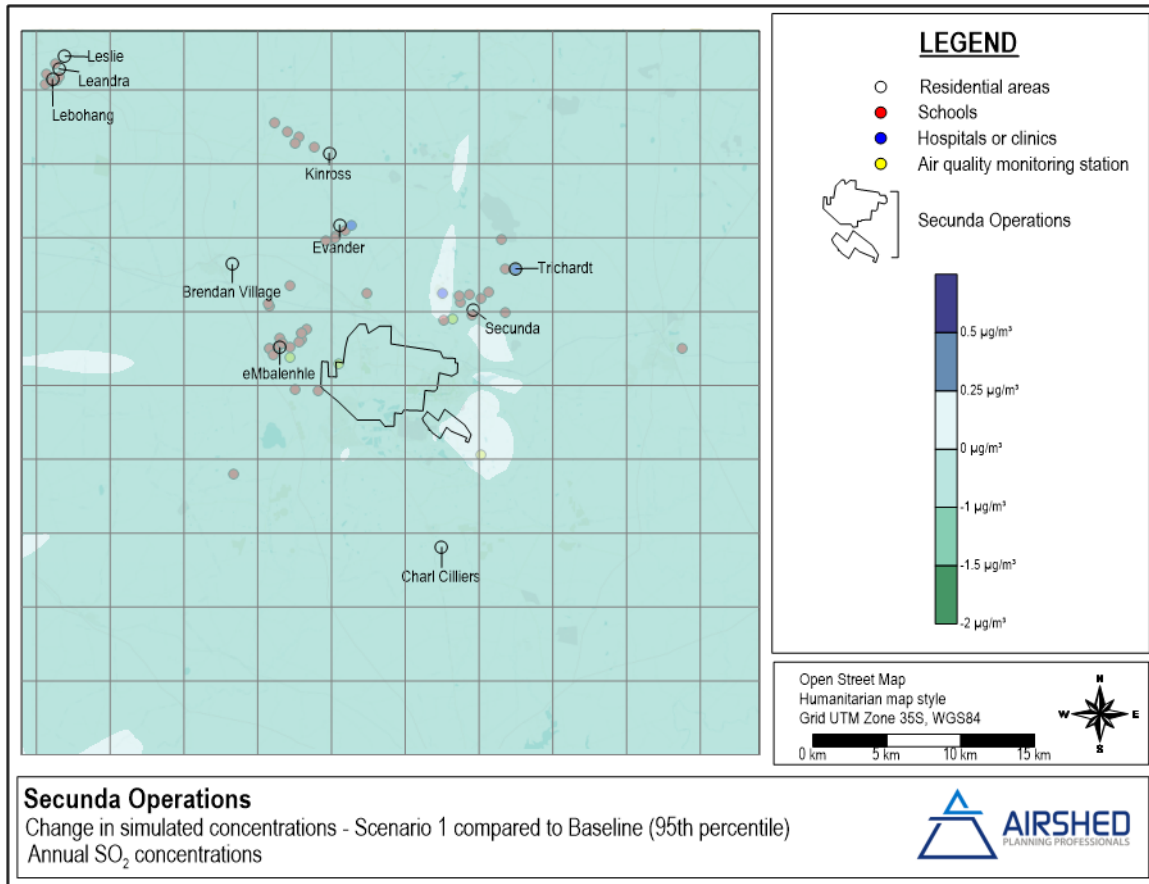 Leslie
Leandra
Lebohang
Kinross
Evander
Brendan Village
Trichardt
Secunda
eMbalenhle
Charl Cilliers
LEGEND
Residential areas
Schools
Hospitals or clinics
Air quality monitoring station
Secunda Operations
0.5 µg/m³
0.25 µg/m³
0 µg/m³
-1 µg/m³
-1.5 µg/m³
-2 µg/m³
Open Street Map
Humanitarian map style
Grid UTM Zone 35S, WGS84
0 km 5 km 10 km 15 km
N
W E
S
Secunda Operations
Change in simulated concentrations - Scenario 1 compared to Baseline (95th percentile)
Annual SO₂ concentrations
AIRSHED
PLANNING PROFESSIONALS